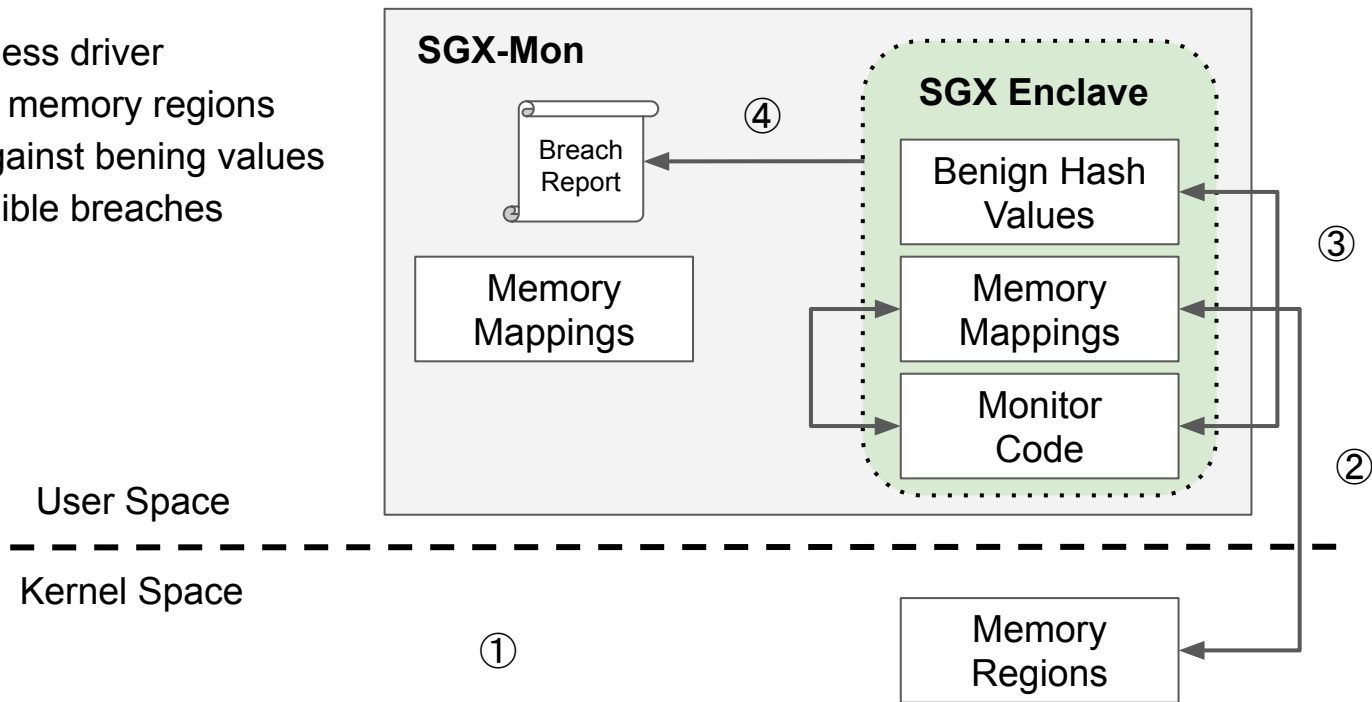 ess driver
memory regions
gainst bening values
ible breaches
SGX-Mon
SGX Enclave
④
Breach
Report
Benign Hash
Values
③
Memory
Mappings
Memory
Mappings
Monitor
Code
②
User Space
Kernel Space
①
Memory
Regions